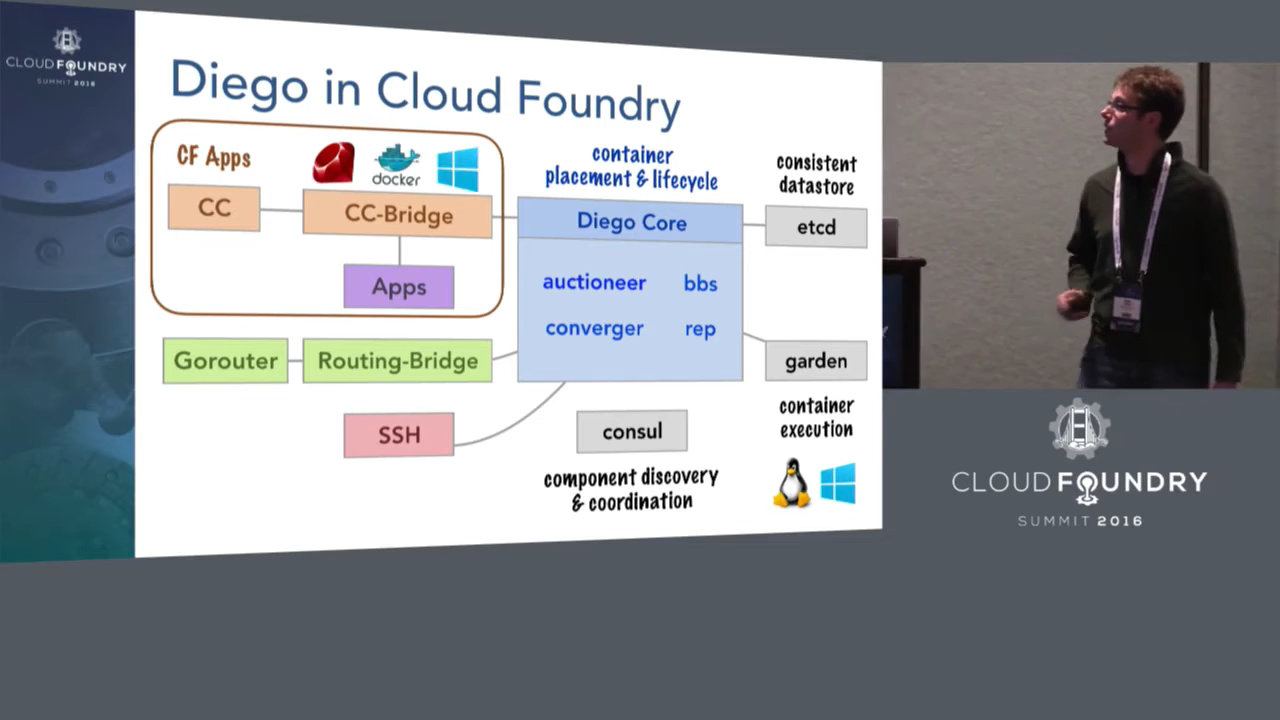 CLOUD FOUNDRY
SUMMIT 2016
Diego in Cloud Foundry
CF Apps
docker
CC
CC-Bridge
Apps
Gorouter
Routing-Bridge
SSH
container
placement & lifecycle
Diego Core
auctioneer
bbs
converger
rep
consul
component discovery
& coordination
consistent
datastore
etcd
garden
container
execution
CLOUD FOUNDRY
SUMMIT 2016